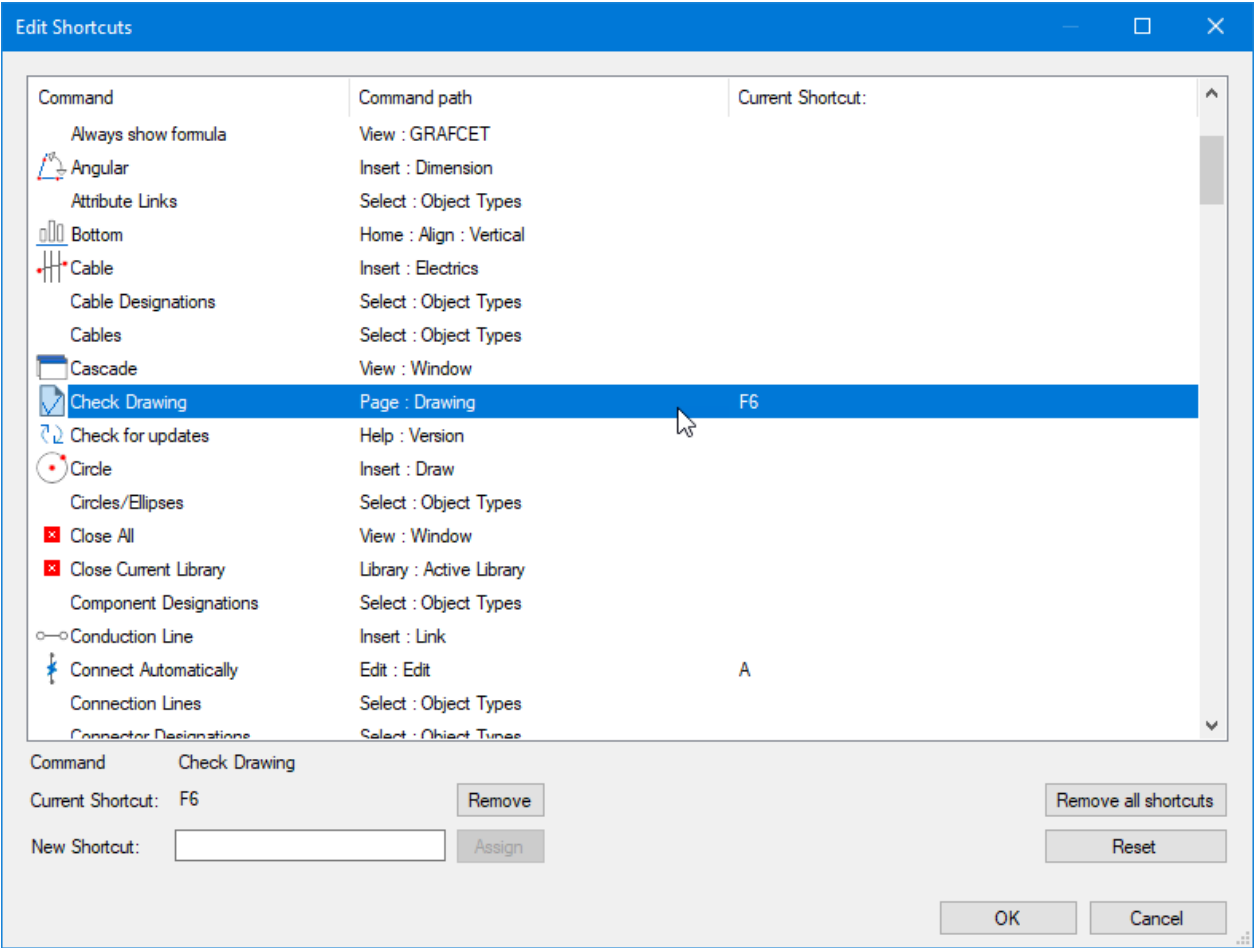 Edit Shortcuts
Command Command path Current Shortcut:
Always show formula View : GRAFCET
Angular Insert : Dimension
Attribute Links Select : Object Types
Bottom Home : Align : Vertical
Cable Insert : Electrics
Cable Designations Select : Object Types
Cables Select : Object Types
Cascade View : Window
Check Drawing Page : Drawing F6
Check for updates Help : Version
Circle Insert : Draw
Circles/Ellipses Select : Object Types
Close All View : Window
Close Current Library Library : Active Library
Component Designations Select : Object Types
Conduction Line Insert : Link
Connect Automatically Edit : Edit A
Connection Lines Select : Object Types
Connector Designations Select : Object Types
Command Check Drawing
Current Shortcut: F6 Remove Remove all shortcuts
New Shortcut: Assign Reset
OK Cancel